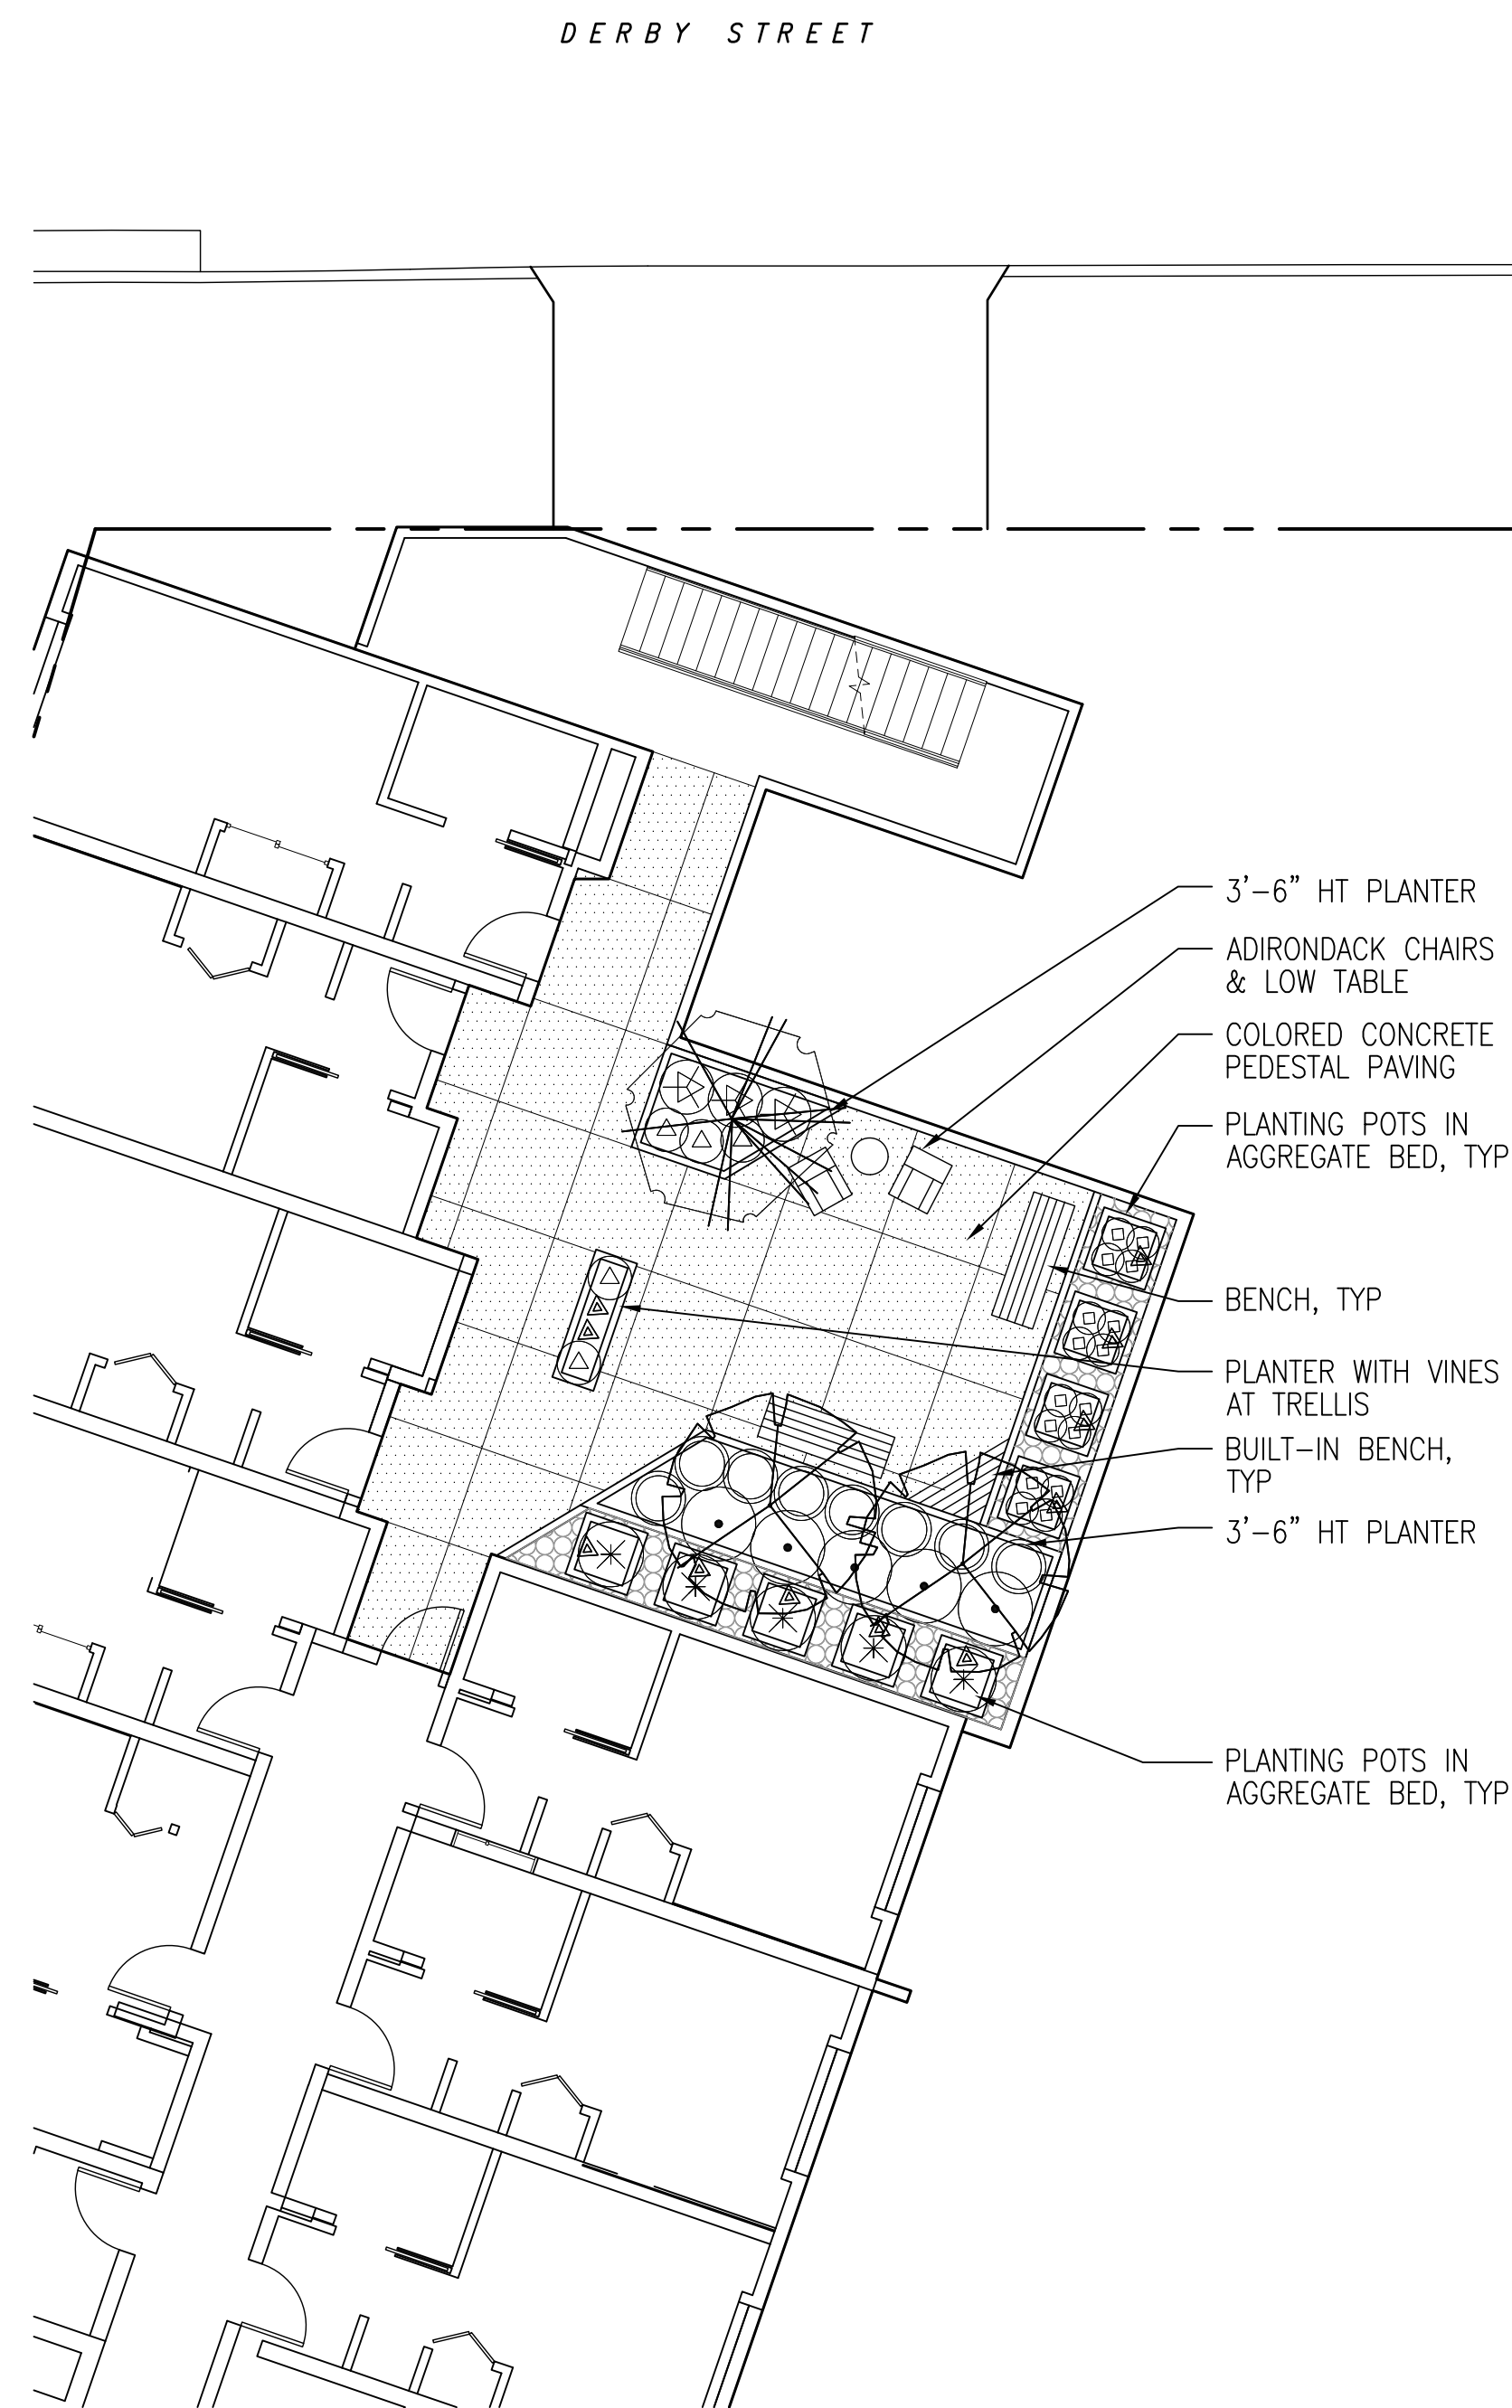 DERBY STREET
3’-6” HT PLANTER
ADIRONDACK CHAIRS
& LOW TABLE
COLORED CONCRETE
PEDESTAL PAVING
PLANTING POTS IN
AGGREGATE BED, TYP
BENCH, TYP
PLANTER WITH VINES
AT TRELLIS
BUILT-IN BENCH,
TYP
3’-6” HT PLANTER
PLANTING POTS IN
AGGREGATE BED, TYP